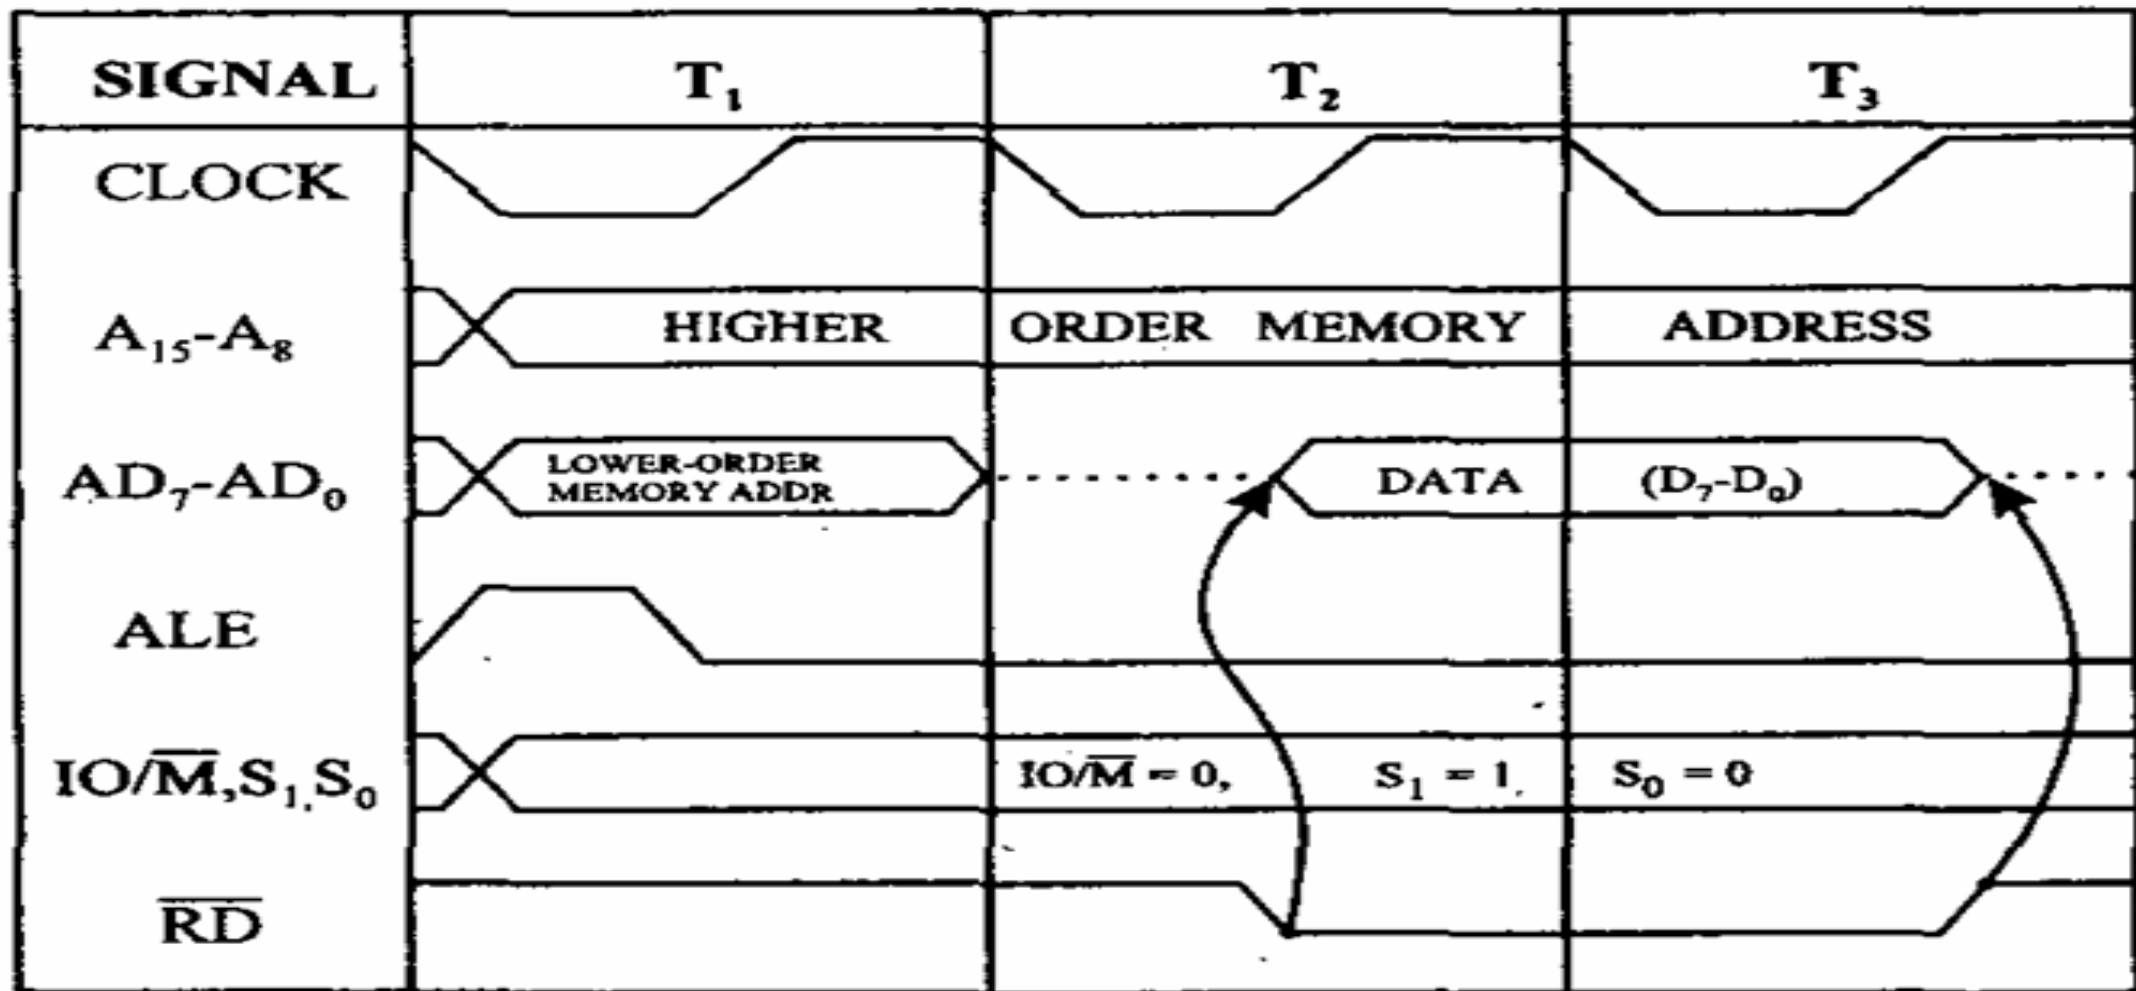 SIGNAL T₁ T₂ T₃
CLOCK
A₁₅-A₈ HIGHER ORDER MEMORY ADDRESS
AD₇-AD₀ LOWER-ORDER MEMORY ADDR DATA (D₇-D₀)
ALE
IO/M̅,S₁,S₀ IO/M̅ = 0, S₁ = 1, S₀ = 0
R̅D̅